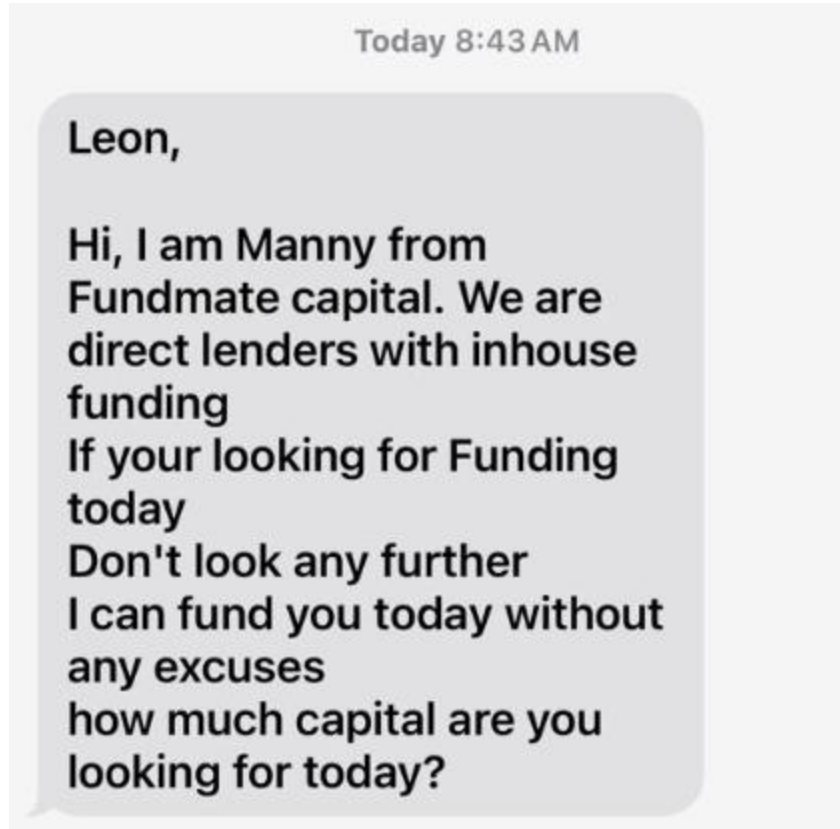 Today 8:43 AM
Leon,
Hi, I am Manny from
Fundmate capital. We are
direct lenders with inhouse
funding
If your looking for Funding
today
Don't look any further
I can fund you today without
any excuses
how much capital are you
looking for today?